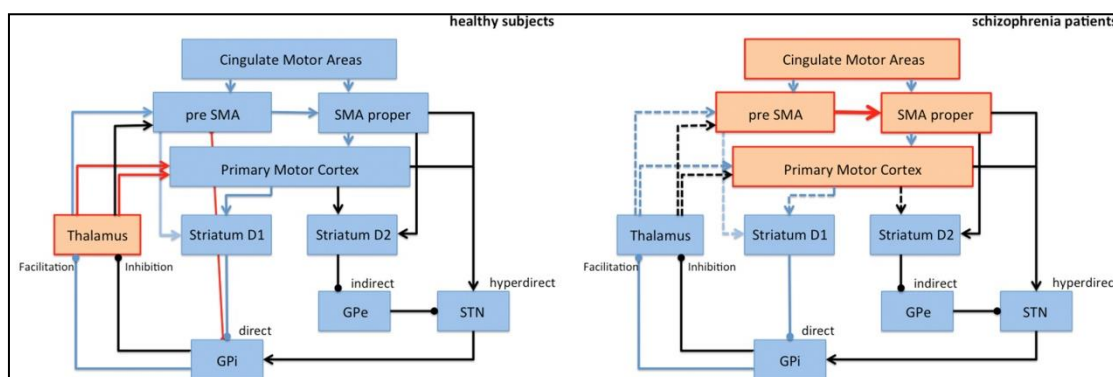 healthy subjects
Cingulate Motor Areas
pre SMA
SMA proper
Primary Motor Cortex
Thalamus
Striatum D1
Striatum D2
Facilitation
Inhibition
indirect
hyperdirect
GPe
STN
direct
GPi
schizophrenia patients
Cingulate Motor Areas
pre SMA
SMA proper
Primary Motor Cortex
Thalamus
Striatum D1
Striatum D2
Facilitation
Inhibition
indirect
hyperdirect
GPe
STN
direct
GPi